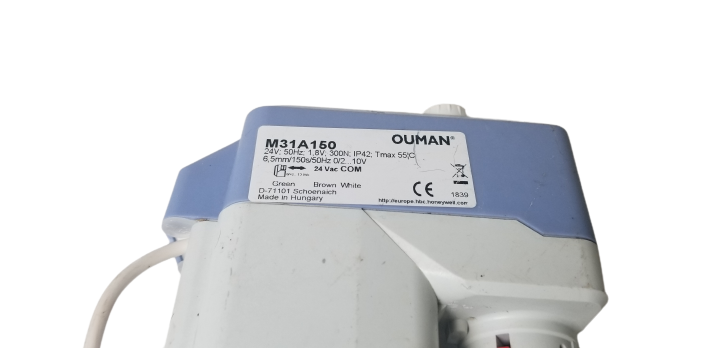 OUMAN®
M31A150
24V; 50Hz; 1,8V; 300N; IP42; Tmax 55°C
6,5mm/150s/50Hz 0/2...10V
24 Vac COM
Green Brown White
D-71101 Schoenaich
Made in Hungary
CE
1839
http://europe.hbc.honeywell.com